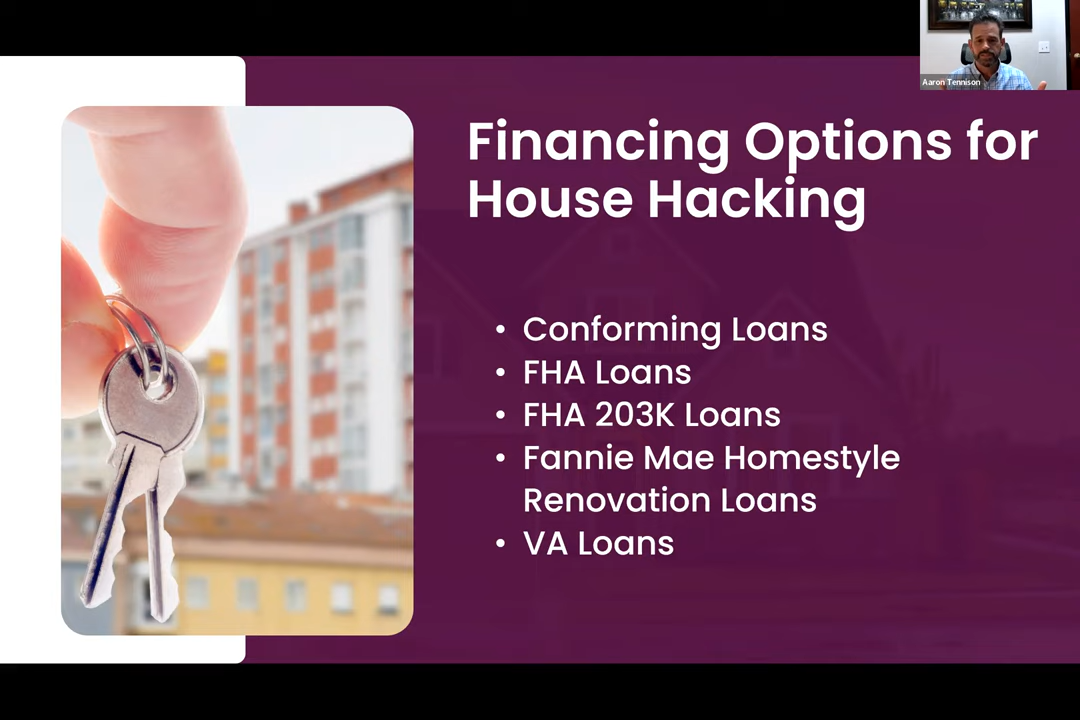 Aaron Tennison
Financing Options for
House Hacking
• Conforming Loans
• FHA Loans
• FHA 203K Loans
• Fannie Mae Homestyle
Renovation Loans
• VA Loans